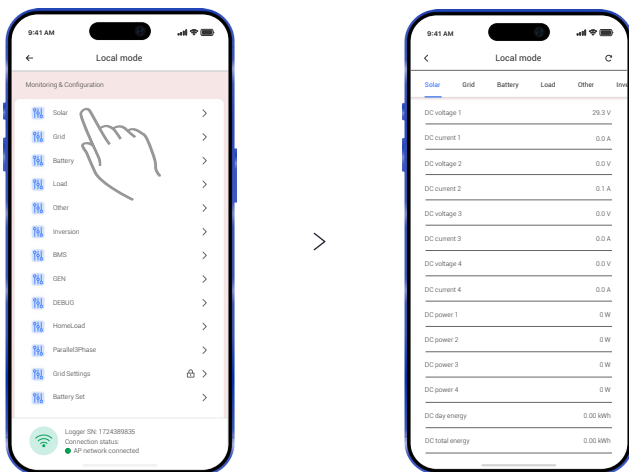 9:41 AM
Local mode
Monitoring & Configuration
Solar
Grid
Battery
Load
Other
Inversion
BMS
GEN
DEBUG
HomeLoad
Parallel3Phase
Grid Settings
Battery Set
Logger SN: 1724389835
Connection status:
AP network connected
9:41 AM
Local mode
Solar Grid Battery Load Other Inve
DC voltage 1 29.3 V
DC current 1 0.0 A
DC voltage 2 0.0 V
DC current 2 0.1 A
DC voltage 3 0.0 V
DC current 3 0.0 A
DC voltage 4 0.0 V
DC current 4 0.0 A
DC power 1 0 W
DC power 2 0 W
DC power 3 0 W
DC power 4 0 W
DC day energy 0.00 kWh
DC total energy 0.00 kWh